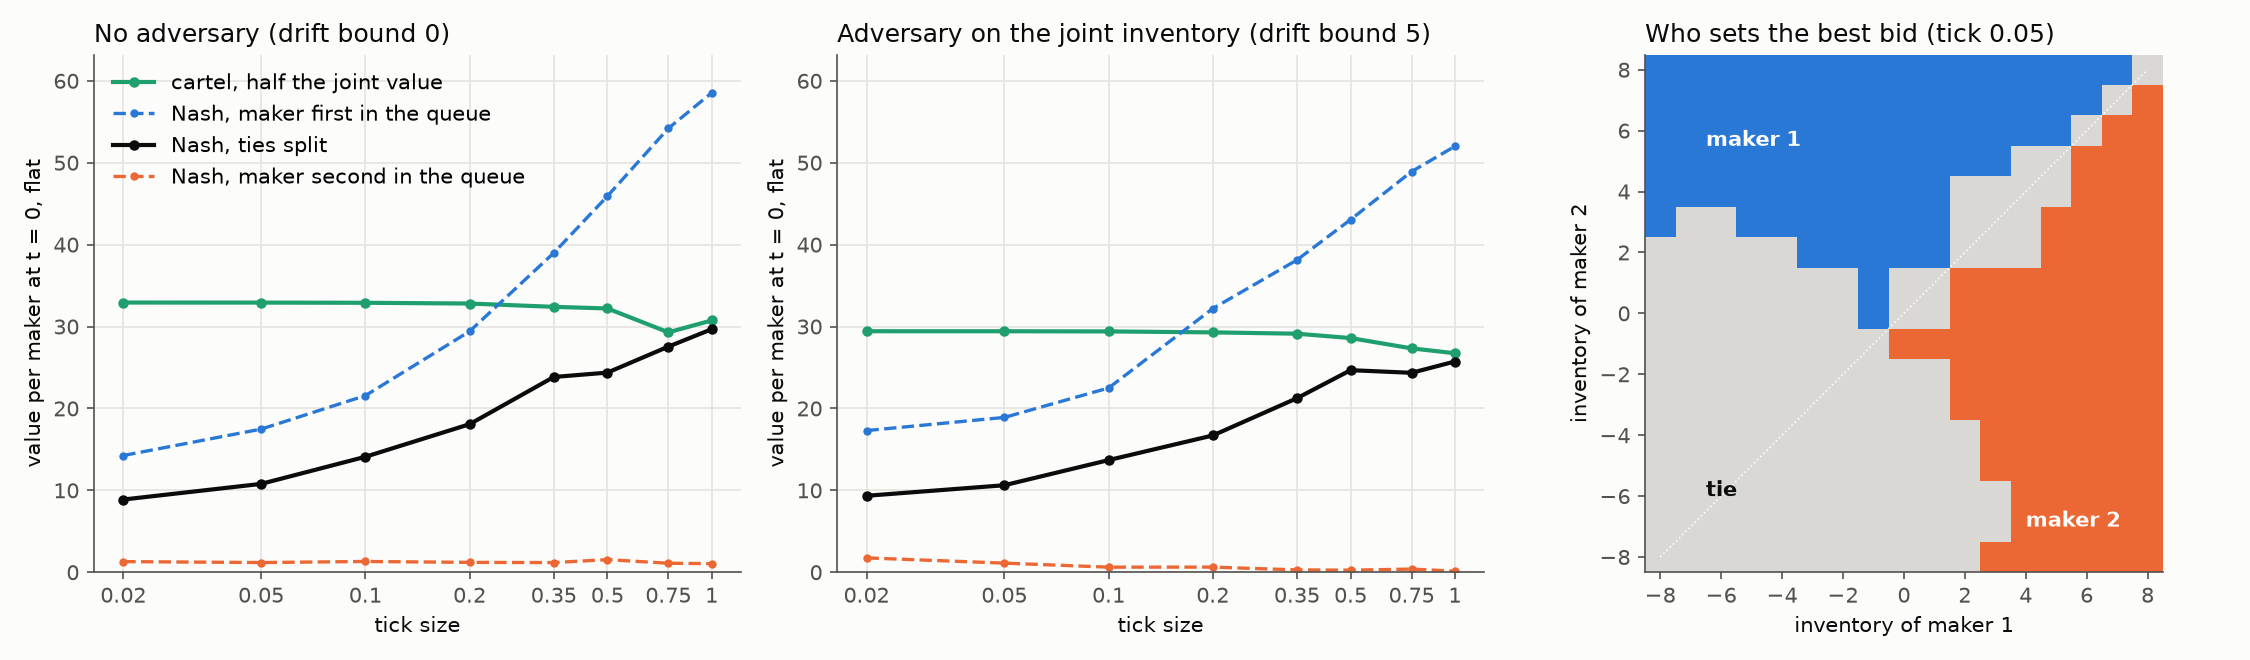 No adversary (drift bound 0)
value per maker at t = 0, flat
60
50
40
30
20
10
0
cartel, half the joint value
Nash, maker first in the queue
Nash, ties split
Nash, maker second in the queue
0.02 0.05 0.1 0.2 0.35 0.5 0.75 1
tick size
Adversary on the joint inventory (drift bound 5)
value per maker at t = 0, flat
60
50
40
30
20
10
0
0.02 0.05 0.1 0.2 0.35 0.5 0.75 1
tick size
Who sets the best bid (tick 0.05)
inventory of maker 2
8
6
4
2
0
−2
−4
−6
−8
maker 1
tie
maker 2
−8 −6 −4 −2 0 2 4 6 8
inventory of maker 1